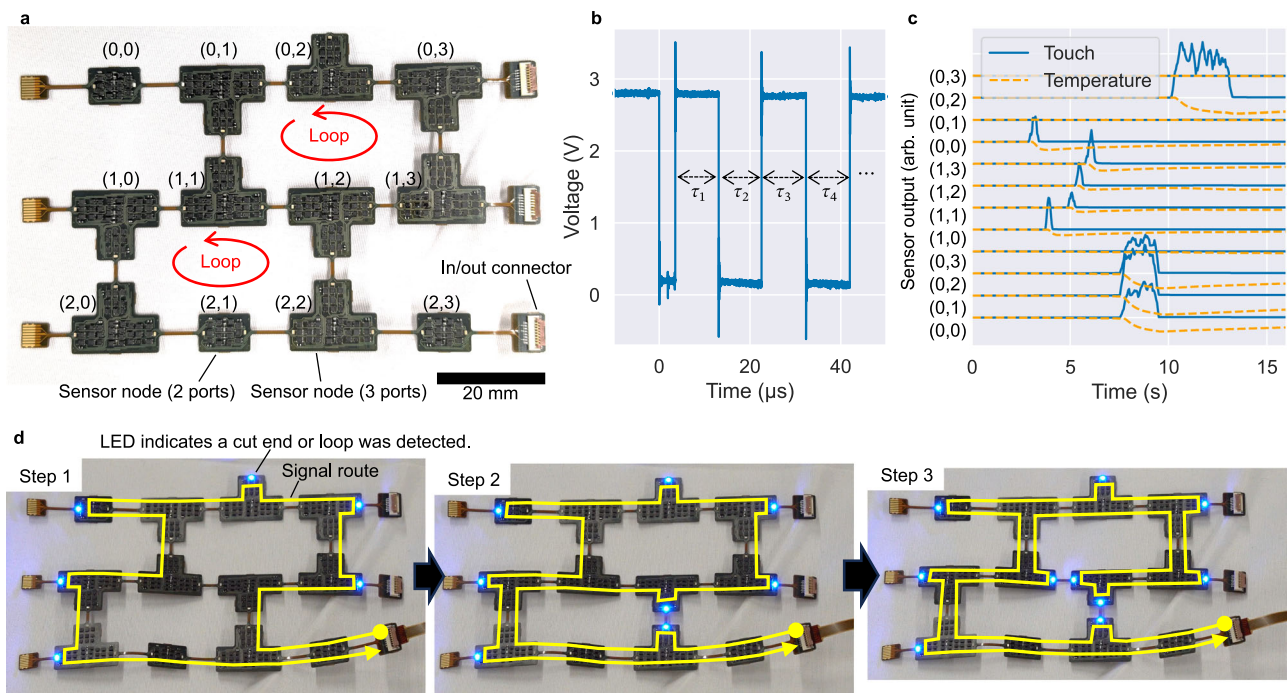 a
(0,0)
(0,1)
(0,2)
(0,3)
Loop
(1,0)
(1,1)
(1,2)
(1,3)
Loop
In/out connector
(2,0)
(2,1)
(2,2)
(2,3)
Sensor node (2 ports)
Sensor node (3 ports)
20 mm
b
Voltage (V)
3
2
1
0
τ1
τ2
τ3
τ4
...
0
20
40
Time (μs)
c
Touch
Temperature
Sensor output (arb. unit)
(0,3)
(0,2)
(0,1)
(0,0)
(1,3)
(1,2)
(1,1)
(1,0)
(0,3)
(0,2)
(0,1)
(0,0)
0
5
10
15
Time (s)
d
LED indicates a cut end or loop was detected.
Signal route
Step 1
Step 2
Step 3